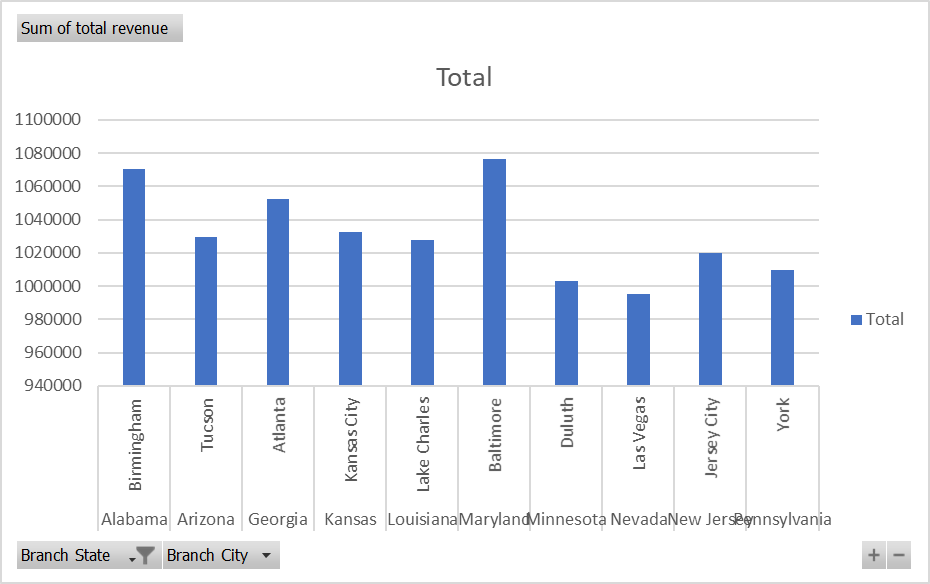 Sum of total revenue
Total
1100000
1080000
1060000
1040000
1020000
1000000
980000
960000
940000
Total
Birmingham
Tucson
Atlanta
Kansas City
Lake Charles
Baltimore
Duluth
Las Vegas
Jersey City
York
Alabama Arizona Georgia Kansas Louisiana Maryland Minnesota Nevada New Jersey Pennsylvania
Branch State Branch City